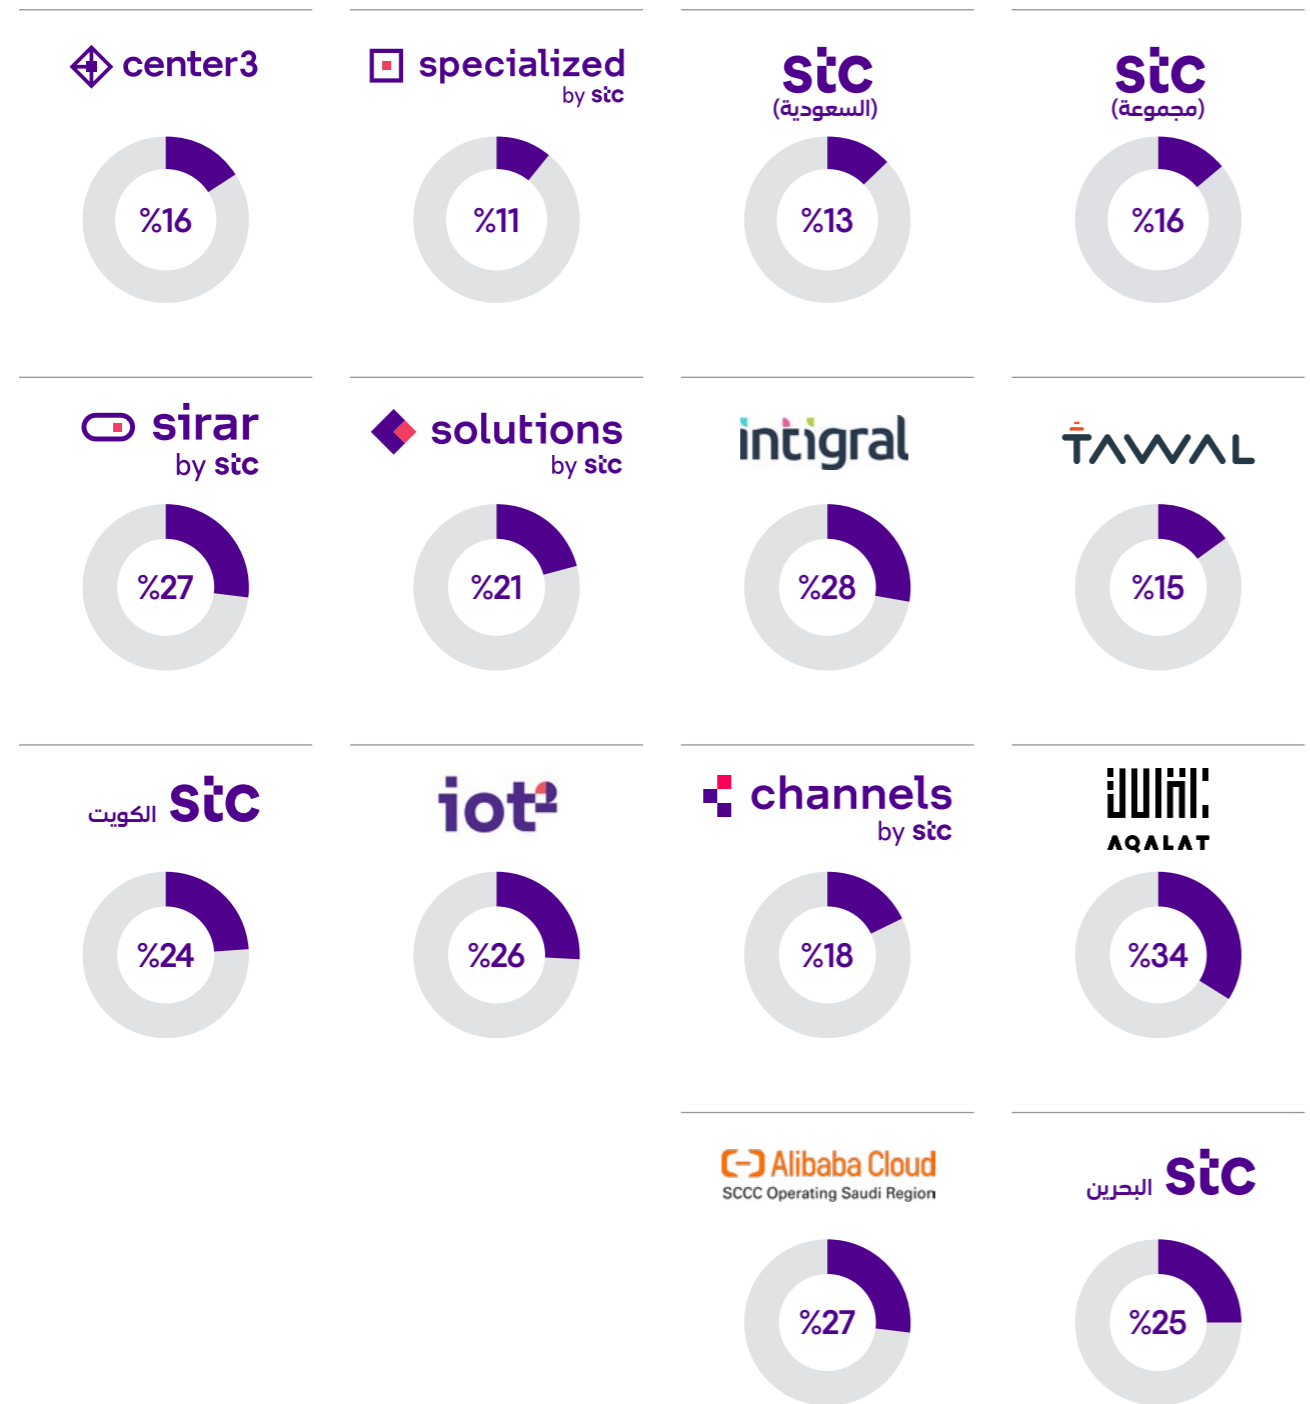 stc
(مجموعة)
%16
stc
(السعودية)
%13
specialized
by stc
%11
center3
%16
TAWAL
%15
intigral
%28
solutions
by stc
%21
sirar
by stc
%27
عقالات
AQALAT
%34
channels
by stc
%18
iot²
%26
stc الكويت
%24
stc البحرين
%25
Alibaba Cloud
SCCC Operating Saudi Region
%27